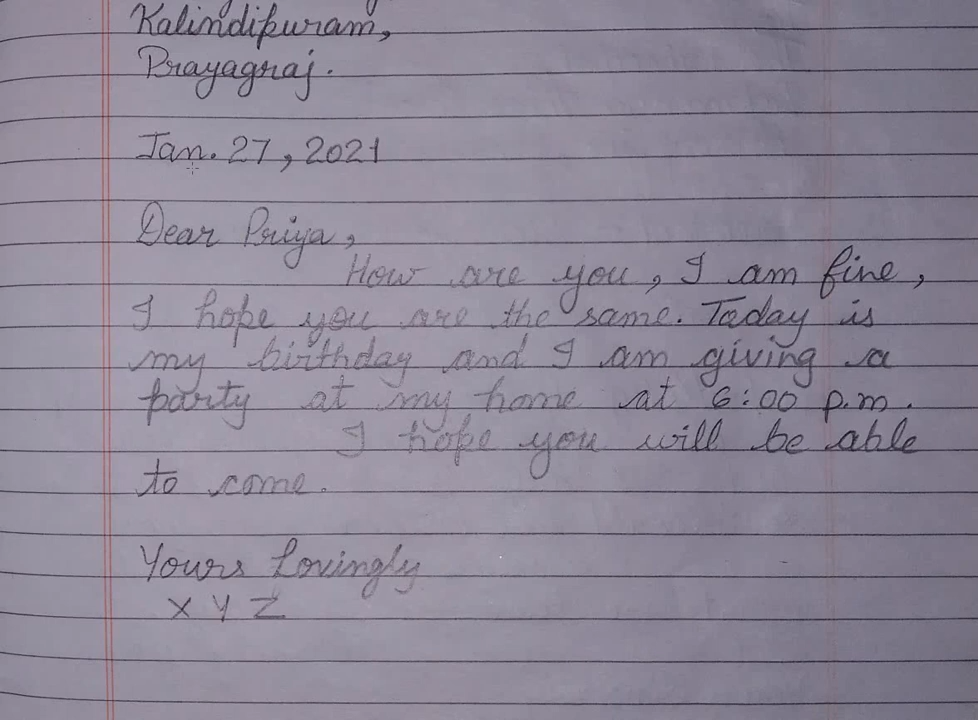 Kalindipuram,
Prayagraj.
Jan. 27, 2021
Dear Priya,
How are you, I am fine,
I hope you are the same. Today is
my birthday and I am giving a
party at my home at 6:00 p.m.
I hope you will be able
to come.
Yours Lovingly
X Y Z